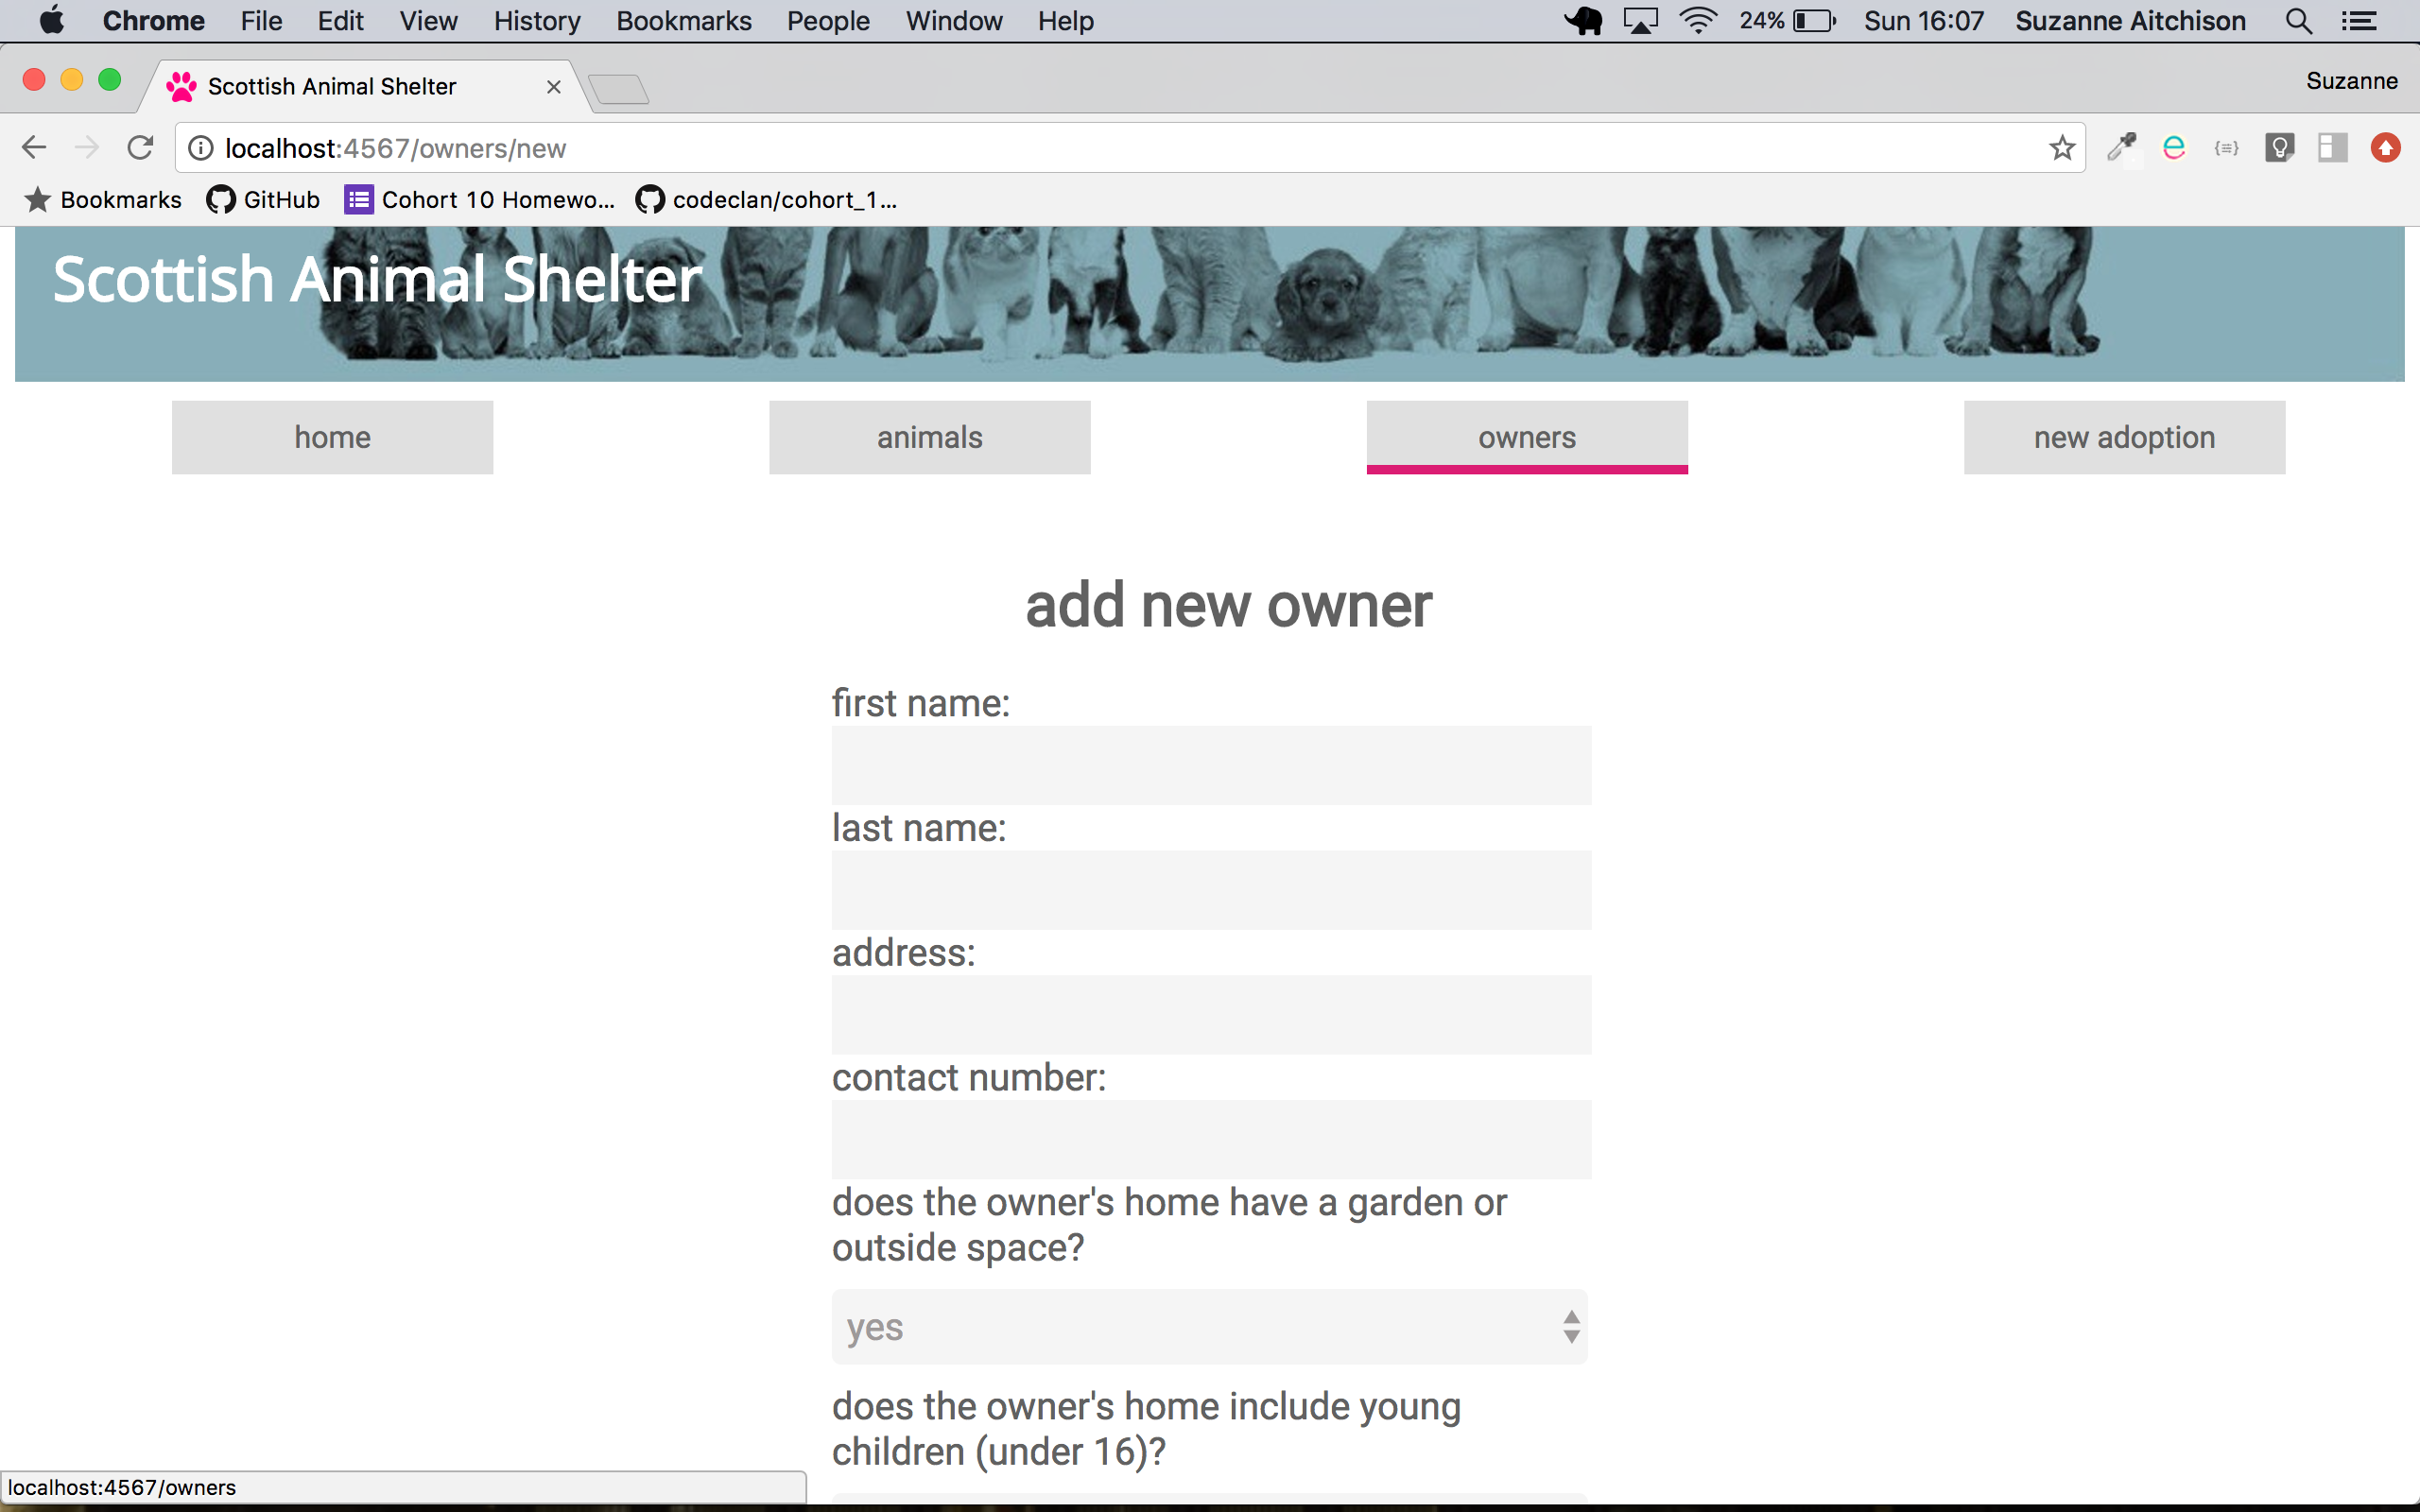 Chrome File Edit View History Bookmarks People Window Help 24% Sun 16:07 Suzanne Aitchison
Scottish Animal Shelter Suzanne
localhost:4567/owners/new
Bookmarks GitHub Cohort 10 Homewo... codeclan/cohort_1...
Scottish Animal Shelter
home animals owners new adoption
add new owner
first name:
last name:
address:
contact number:
does the owner's home have a garden or
outside space?
yes
does the owner's home include young
children (under 16)?
localhost:4567/owners